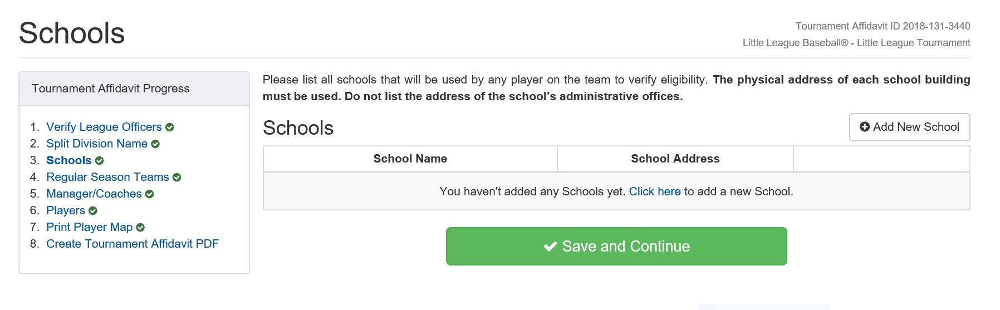 Schools
Tournament Affidavit ID 2018-131-3440
Little League Baseball® - Little League Tournament
Tournament Affidavit Progress
1. Verify League Officers
2. Split Division Name
3. Schools
4. Regular Season Teams
5. Manager/Coaches
6. Players
7. Print Player Map
8. Create Tournament Affidavit PDF
Please list all schools that will be used by any player on the team to verify eligibility. The physical address of each school building
must be used. Do not list the address of the school’s administrative offices.
Schools
Add New School
School Name School Address
You haven't added any Schools yet. Click here to add a new School.
Save and Continue